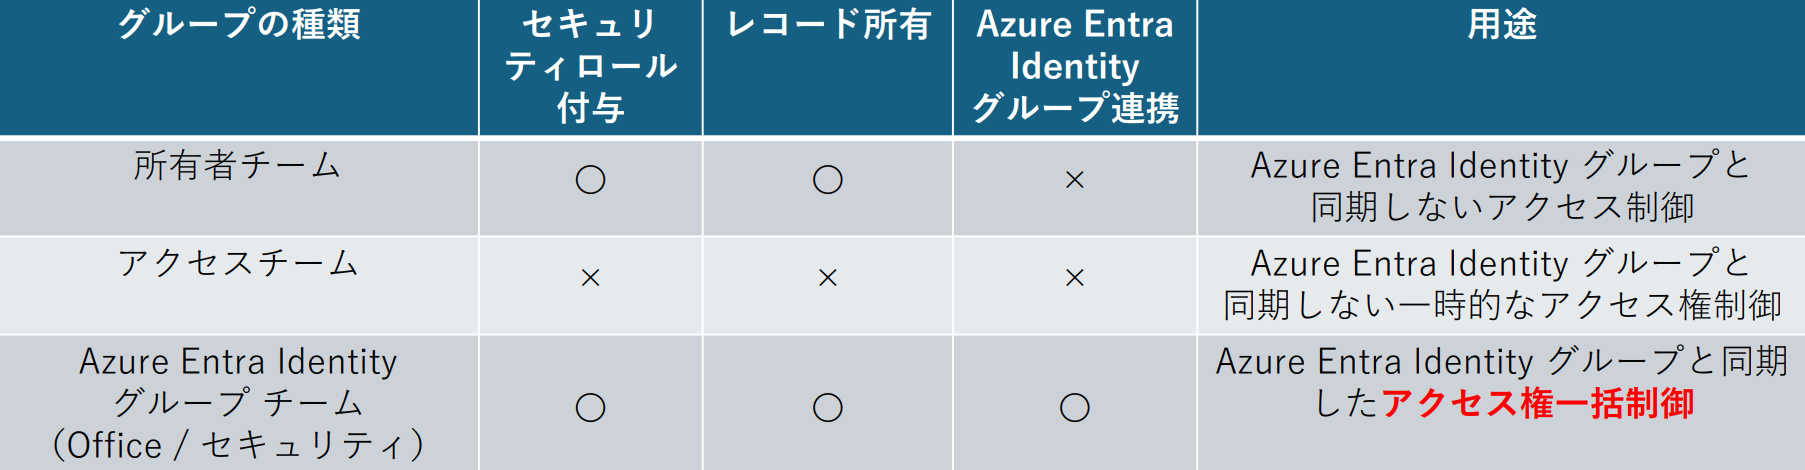 グループの種類
セキュリ
ティロール
付与
レコード所有
Azure Entra
Identity
グループ連携
用途
所有者チーム
〇
〇
×
Azure Entra Identity グループと
同期しないアクセス制御
アクセスチーム
×
×
×
Azure Entra Identity グループと
同期しない一時的なアクセス権制御
Azure Entra Identity
グループ チーム
（Office / セキュリティ）
〇
〇
〇
Azure Entra Identity グループと同期
したアクセス権一括制御